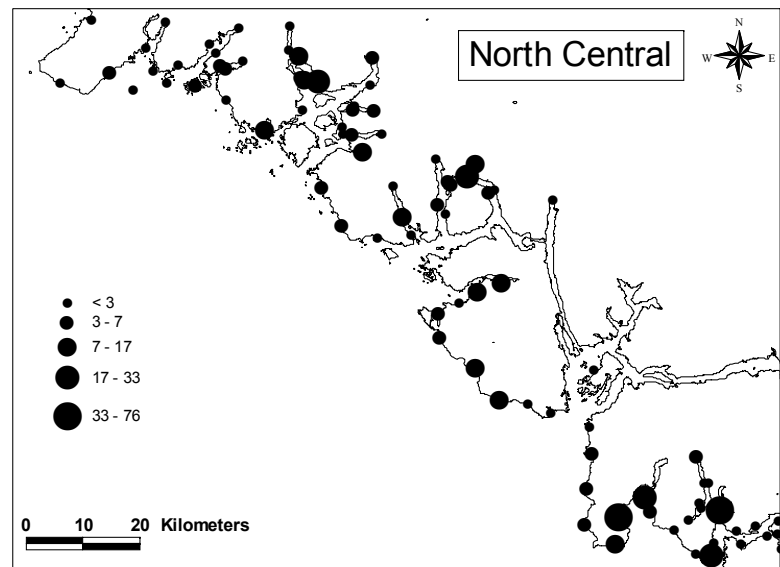 North Central
N
W E
S
< 3
3 - 7
7 - 17
17 - 33
33 - 76
0 10 20 Kilometers